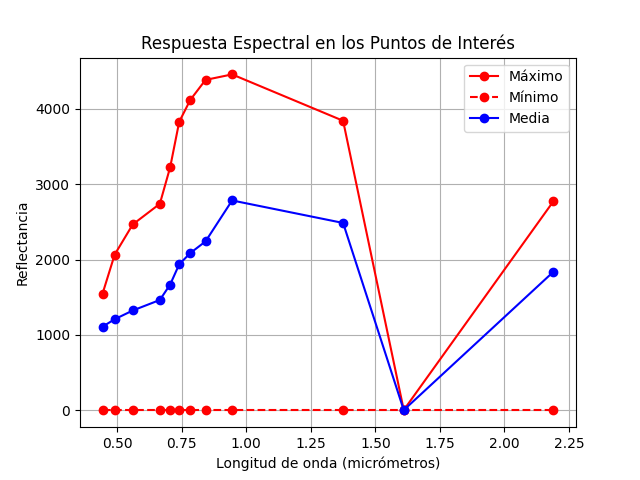 Respuesta Espectral en los Puntos de Interés
Máximo
Mínimo
Media
Reflectancia
4000
3000
2000
1000
0
0.50 0.75 1.00 1.25 1.50 1.75 2.00 2.25
Longitud de onda (micrómetros)